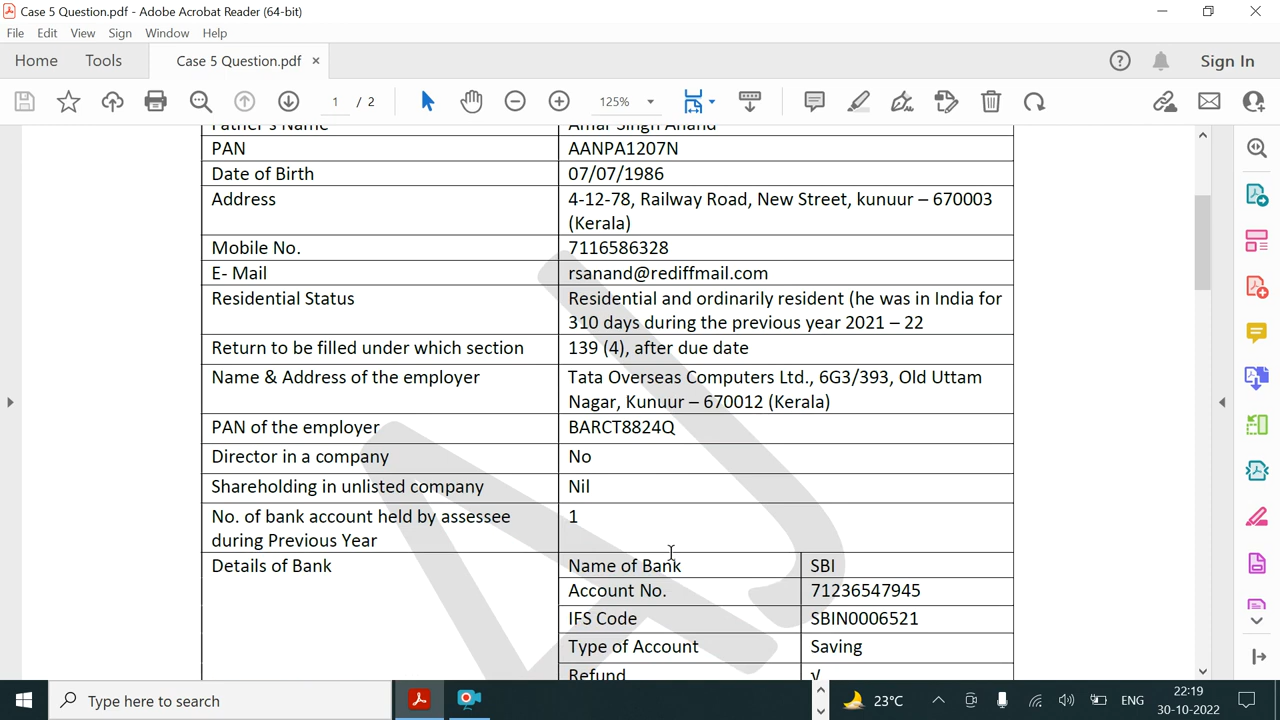 Case 5 Question.pdf - Adobe Acrobat Reader (64-bit)
File Edit View Sign Window Help
Home Tools Case 5 Question.pdf × Sign In
1 / 2 125%
Father's Name Amar Singh Anand
PAN AANPA1207N
Date of Birth 07/07/1986
Address 4-12-78, Railway Road, New Street, kunuur – 670003
(Kerala)
Mobile No. 7116586328
E- Mail rsanand@rediffmail.com
Residential Status Residential and ordinarily resident (he was in India for
310 days during the previous year 2021 – 22
Return to be filled under which section 139 (4), after due date
Name & Address of the employer Tata Overseas Computers Ltd., 6G3/393, Old Uttam
Nagar, Kunuur – 670012 (Kerala)
PAN of the employer BARCT8824Q
Director in a company No
Shareholding in unlisted company Nil
No. of bank account held by assessee 1
during Previous Year
Details of Bank Name of Bank SBI
Account No. 71236547945
IFS Code SBIN0006521
Type of Account Saving
Refund √
AJ
Type here to search 23°C ENG 22:19
30-10-2022